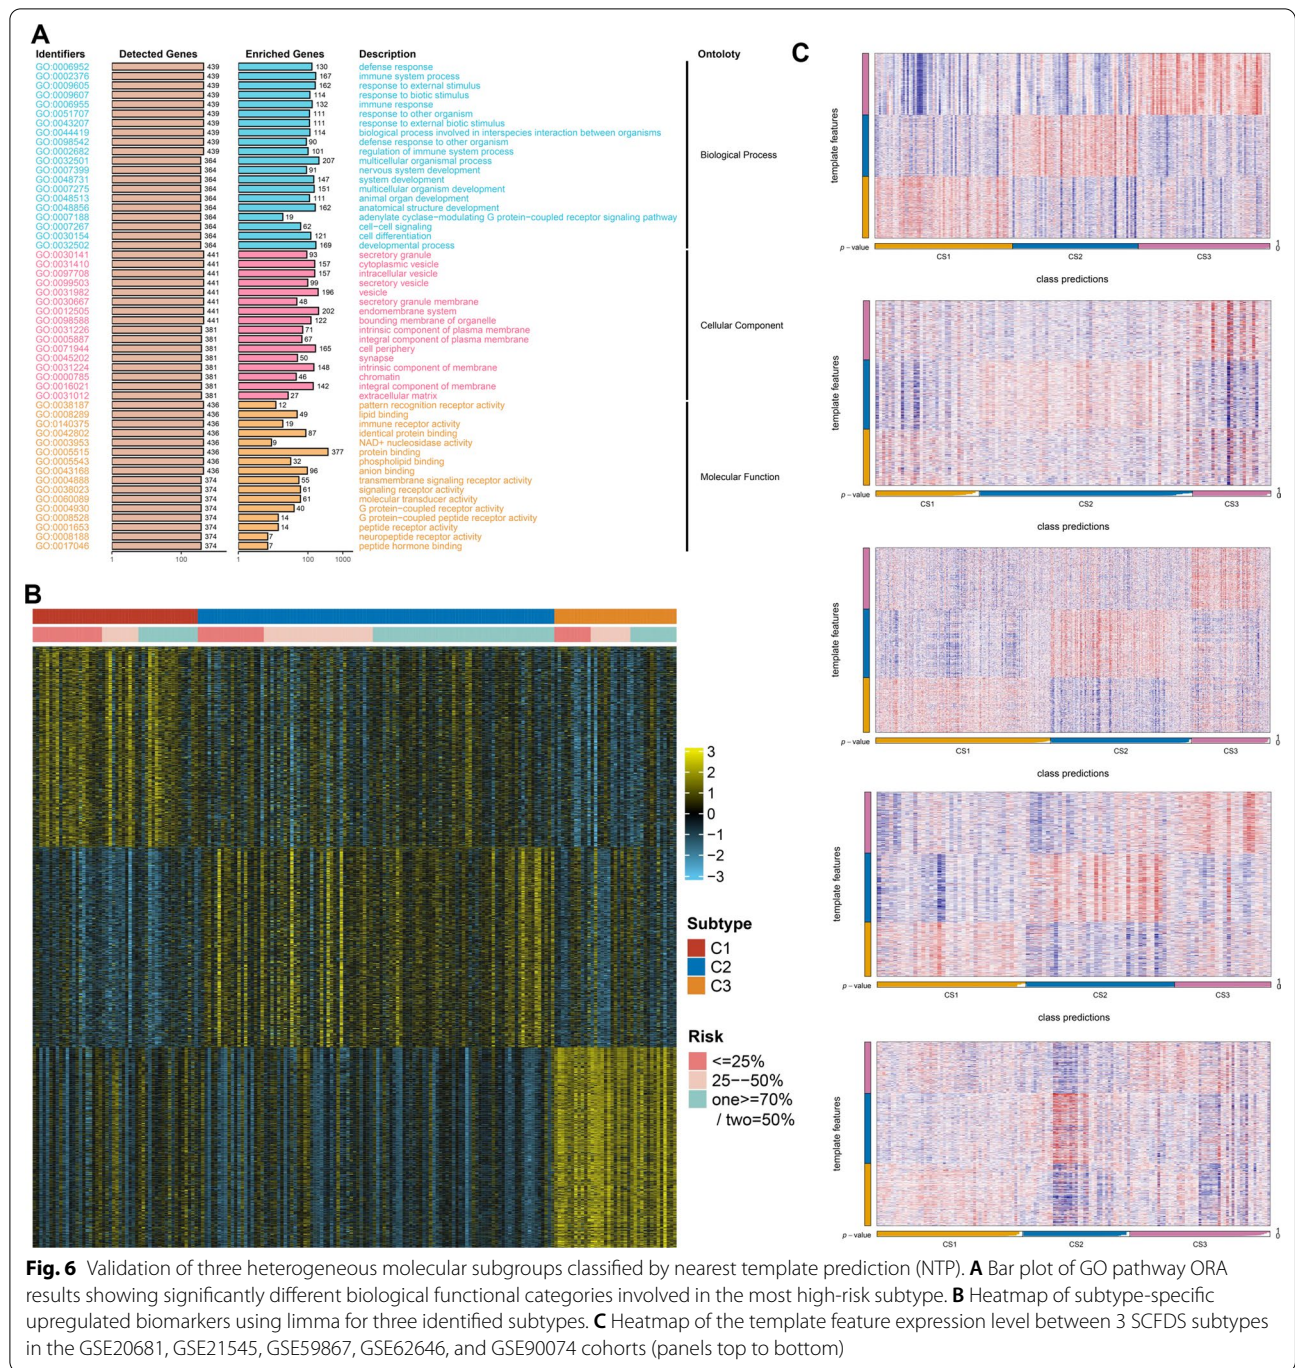 A
Identifiers Detected Genes Enriched Genes Description Ontoloty
GO:0006952 439 130 defense response
GO:0002376 439 167 immune system process
GO:0009605 439 162 response to external stimulus
GO:0009607 439 114 response to biotic stimulus
GO:0006955 439 132 immune response
GO:0051707 439 111 response to other organism
GO:0043207 439 111 response to external biotic stimulus
GO:0044419 439 114 biological process involved in interspecies interaction between organisms
GO:0098542 439 90 defense response to other organism
GO:0002682 439 101 regulation of immune system process
GO:0032501 364 207 multicellular organismal process
GO:0007399 364 91 nervous system development
GO:0048731 364 147 system development
GO:0007275 364 151 multicellular organism development
GO:0048513 364 111 animal organ development
GO:0048856 364 162 anatomical structure development
GO:0007188 364 19 adenylate cyclase-modulating G protein-coupled receptor signaling pathway
GO:0007267 364 62 cell-cell signaling
GO:0030154 364 121 cell differentiation
GO:0032502 364 169 developmental process
Biological Process
GO:0030141 441 93 secretory granule
GO:0031410 441 157 cytoplasmic vesicle
GO:0097708 441 157 intracellular vesicle
GO:0099503 441 99 secretory vesicle
GO:0031982 441 196 vesicle
GO:0030667 441 48 secretory granule membrane
GO:0012505 441 202 endomembrane system
GO:0098588 441 122 bounding membrane of organelle
GO:0031226 381 71 intrinsic component of plasma membrane
GO:0005887 381 67 integral component of plasma membrane
GO:0071944 381 165 cell periphery
GO:0045202 381 50 synapse
GO:0031224 381 148 intrinsic component of membrane
GO:0000785 381 46 chromatin
GO:0016021 381 142 integral component of membrane
GO:0031012 381 27 extracellular matrix
Cellular Component
GO:0038187 436 12 pattern recognition receptor activity
GO:0008289 436 49 lipid binding
GO:0140375 436 19 immune receptor activity
GO:0042802 436 87 identical protein binding
GO:0003953 436 9 NAD+ nucleosidase activity
GO:0005515 436 377 protein binding
GO:0005543 436 32 phospholipid binding
GO:0043168 436 96 anion binding
GO:0004888 374 55 transmembrane signaling receptor activity
GO:0038023 374 61 signaling receptor activity
GO:0060089 374 61 molecular transducer activity
GO:0004930 374 40 G protein-coupled receptor activity
GO:0008528 374 14 G protein-coupled peptide receptor activity
GO:0001653 374 14 peptide receptor activity
GO:0008188 374 7 neuropeptide receptor activity
GO:0017046 374 7 peptide hormone binding
Molecular Function
1 100 1 100 1000
B
3
2
1
0
−1
−2
−3
Subtype
C1
C2
C3
Risk
<=25%
25−−50%
one>=70%
/ two=50%
C
template features
p − value
1
0
CS1 CS2 CS3
class predictions
template features
p − value
1
0
CS1 CS2 CS3
class predictions
template features
p − value
1
0
CS1 CS2 CS3
class predictions
template features
p − value
1
0
CS1 CS2 CS3
class predictions
template features
p − value
1
0
CS1 CS2 CS3
Fig. 6 Validation of three heterogeneous molecular subgroups classified by nearest template prediction (NTP). A Bar plot of GO pathway ORA
results showing significantly different biological functional categories involved in the most high-risk subtype. B Heatmap of subtype-specific
upregulated biomarkers using limma for three identified subtypes. C Heatmap of the template feature expression level between 3 SCFDS subtypes
in the GSE20681, GSE21545, GSE59867, GSE62646, and GSE90074 cohorts (panels top to bottom)